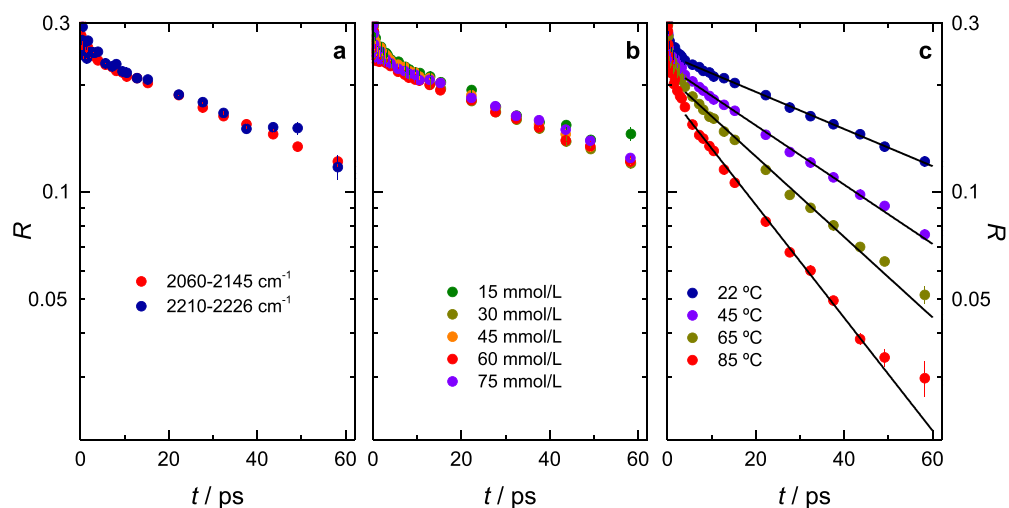 0.3
0.1
0.05
R
a
2060-2145 cm⁻¹
2210-2226 cm⁻¹
0 20 40 60
t / ps
b
15 mmol/L
30 mmol/L
45 mmol/L
60 mmol/L
75 mmol/L
0 20 40 60
t / ps
c
22 ºC
45 ºC
65 ºC
85 ºC
0 20 40 60
t / ps
0.3
0.1
R
0.05